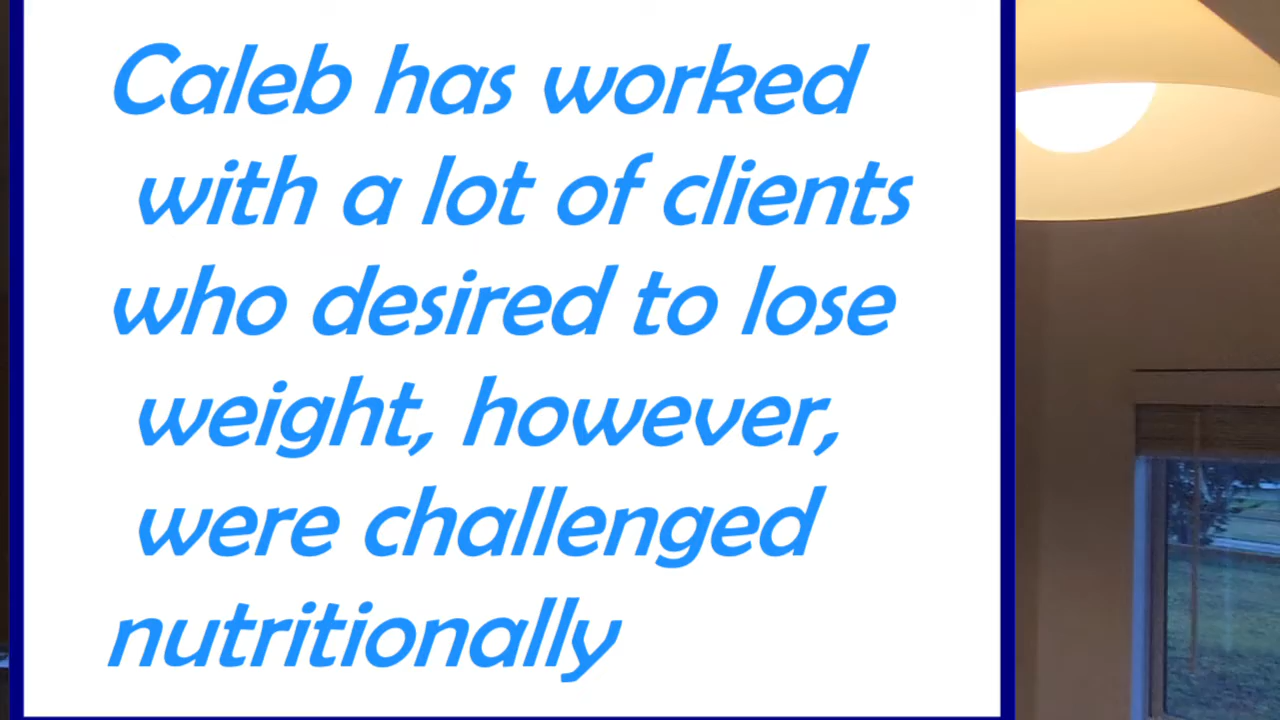 Caleb has worked
with a lot of clients
who desired to lose
weight, however,
were challenged
nutritionally